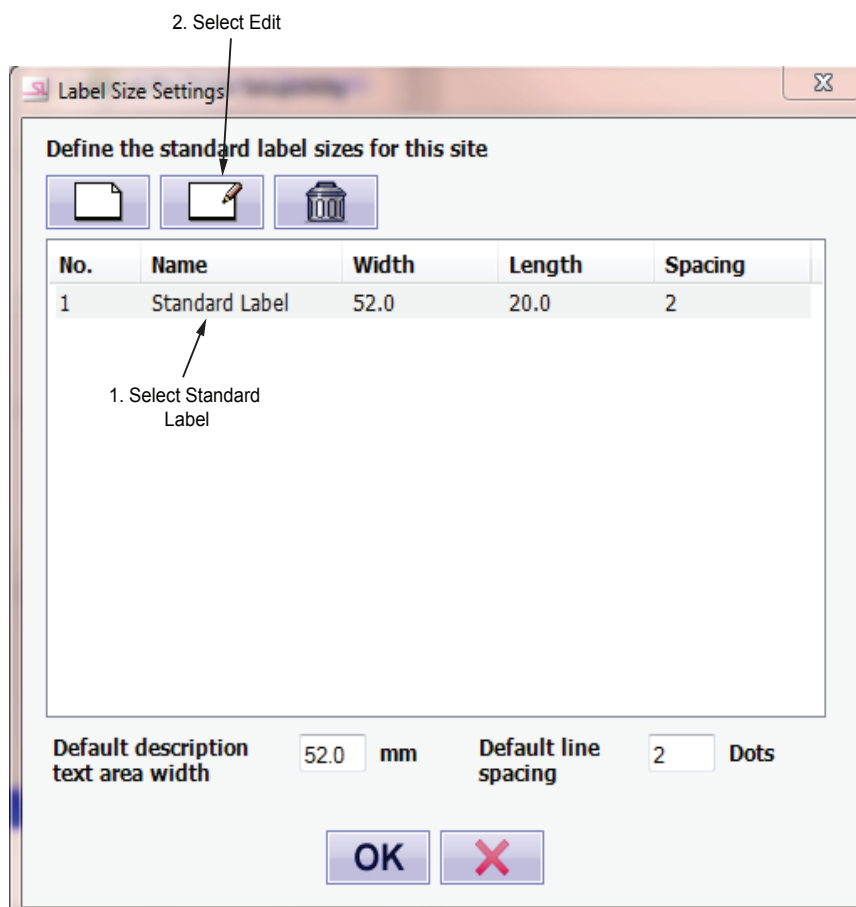 2. Select Edit
Label Size Settings
Define the standard label sizes for this site
No. Name Width Length Spacing
1 Standard Label 52.0 20.0 2
1. Select Standard
Label
Default description
text area width
52.0 mm
Default line
spacing
2 Dots
OK